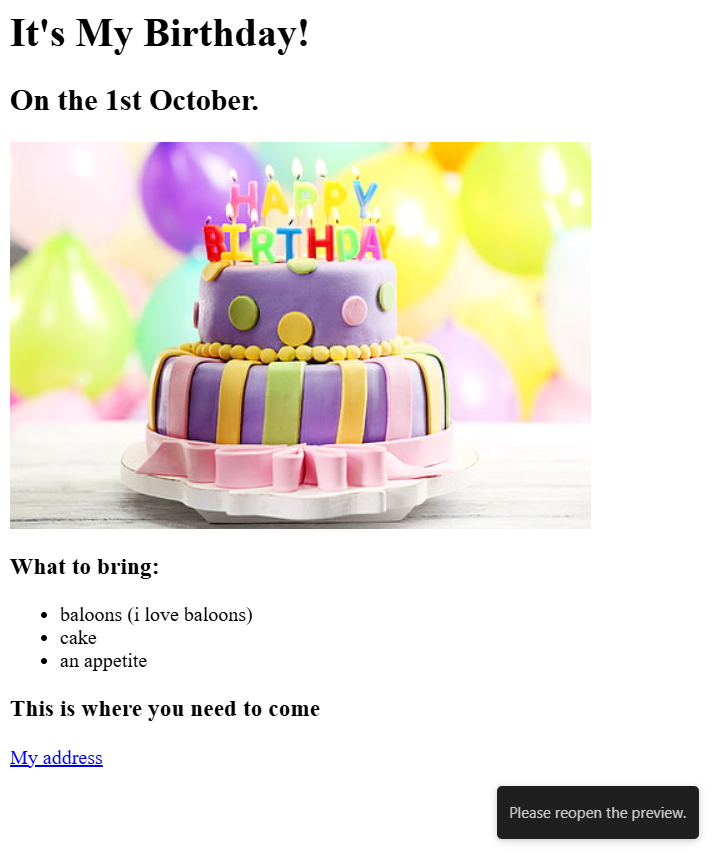 It's My Birthday!
On the 1st October.
HAPPY
BIRTHDAY
What to bring:
baloons (i love baloons)
cake
an appetite
This is where you need to come
My address
Please reopen the preview.